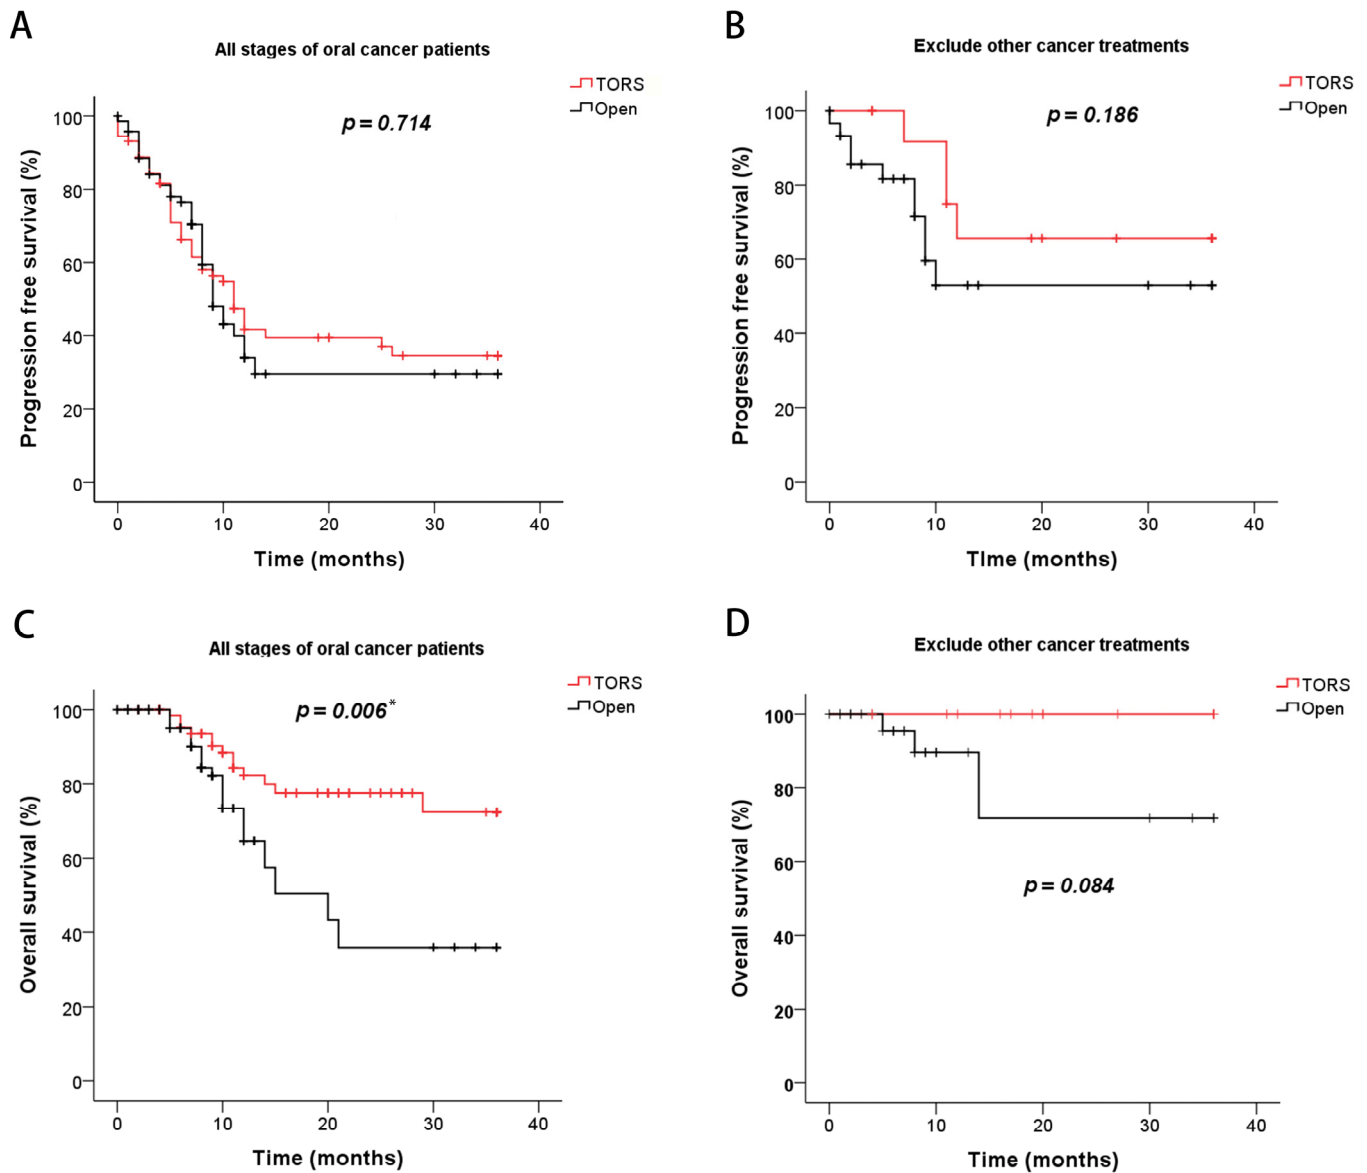 A
All stages of oral cancer patients
TORS
Open
p = 0.714
Progression free survival (%)
100
80
60
40
20
0
0 10 20 30 40
Time (months)
B
Exclude other cancer treatments
TORS
Open
p = 0.186
Progression free survival (%)
100
80
60
40
20
0
0 10 20 30 40
TIme (months)
C
All stages of oral cancer patients
TORS
Open
p = 0.006*
Overall survival (%)
100
80
60
40
20
0
0 10 20 30 40
Time (months)
D
Exclude other cancer treatments
TORS
Open
p = 0.084
Overall survival (%)
100
80
60
40
20
0
0 10 20 30 40
Time (months)